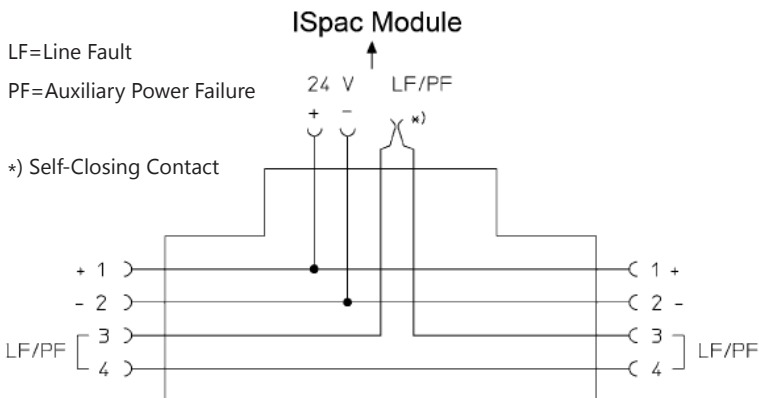 ISpac Module
LF=Line Fault
PF=Auxiliary Power Failure
24 V LF/PF
+ - *)
*) Self-Closing Contact
+ 1 1 +
- 2 2 -
3 3
LF/PF LF/PF
4 4